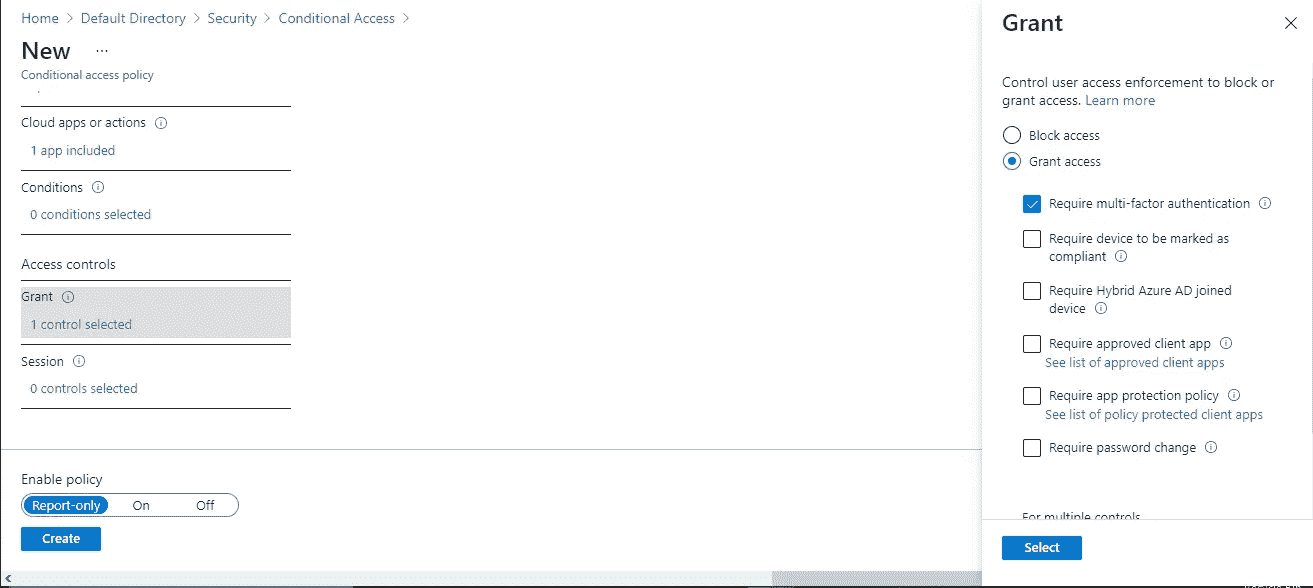 Home > Default Directory > Security > Conditional Access >
New ...
Conditional access policy
Cloud apps or actions
1 app included
Conditions
0 conditions selected
Access controls
Grant
1 control selected
Session
0 controls selected
Enable policy
Report-only On Off
Create
Grant
Control user access enforcement to block or
grant access. Learn more
Block access
Grant access
Require multi-factor authentication
Require device to be marked as
compliant
Require Hybrid Azure AD joined
device
Require approved client app
See list of approved client apps
Require app protection policy
See list of policy protected client apps
Require password change
For multiple controls
Select